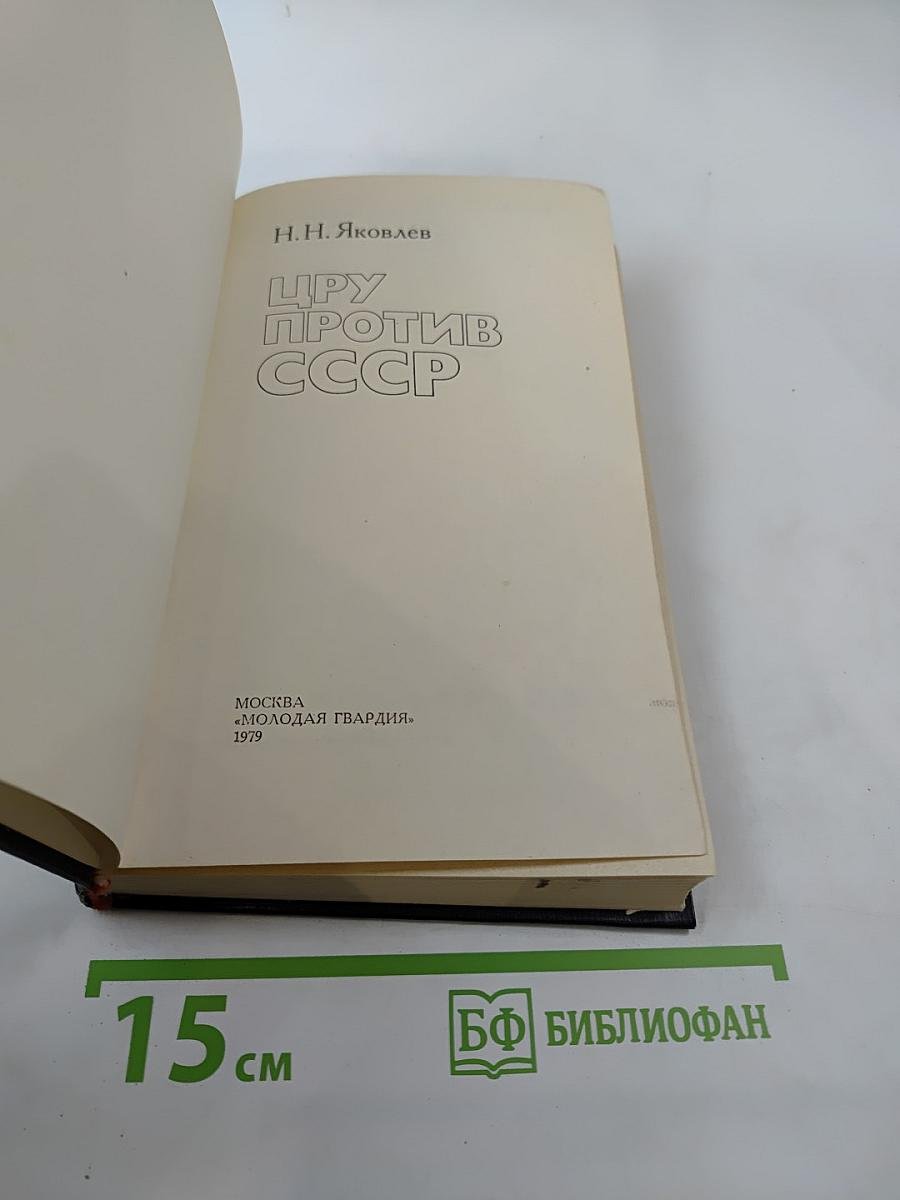 Н. Н. Яковлев
ЦРУ
ПРОТИВ
СССР
МОСКВА
«МОЛОДАЯ ГВАРДИЯ»
1979
15 см
БФ БИБЛИОФАН